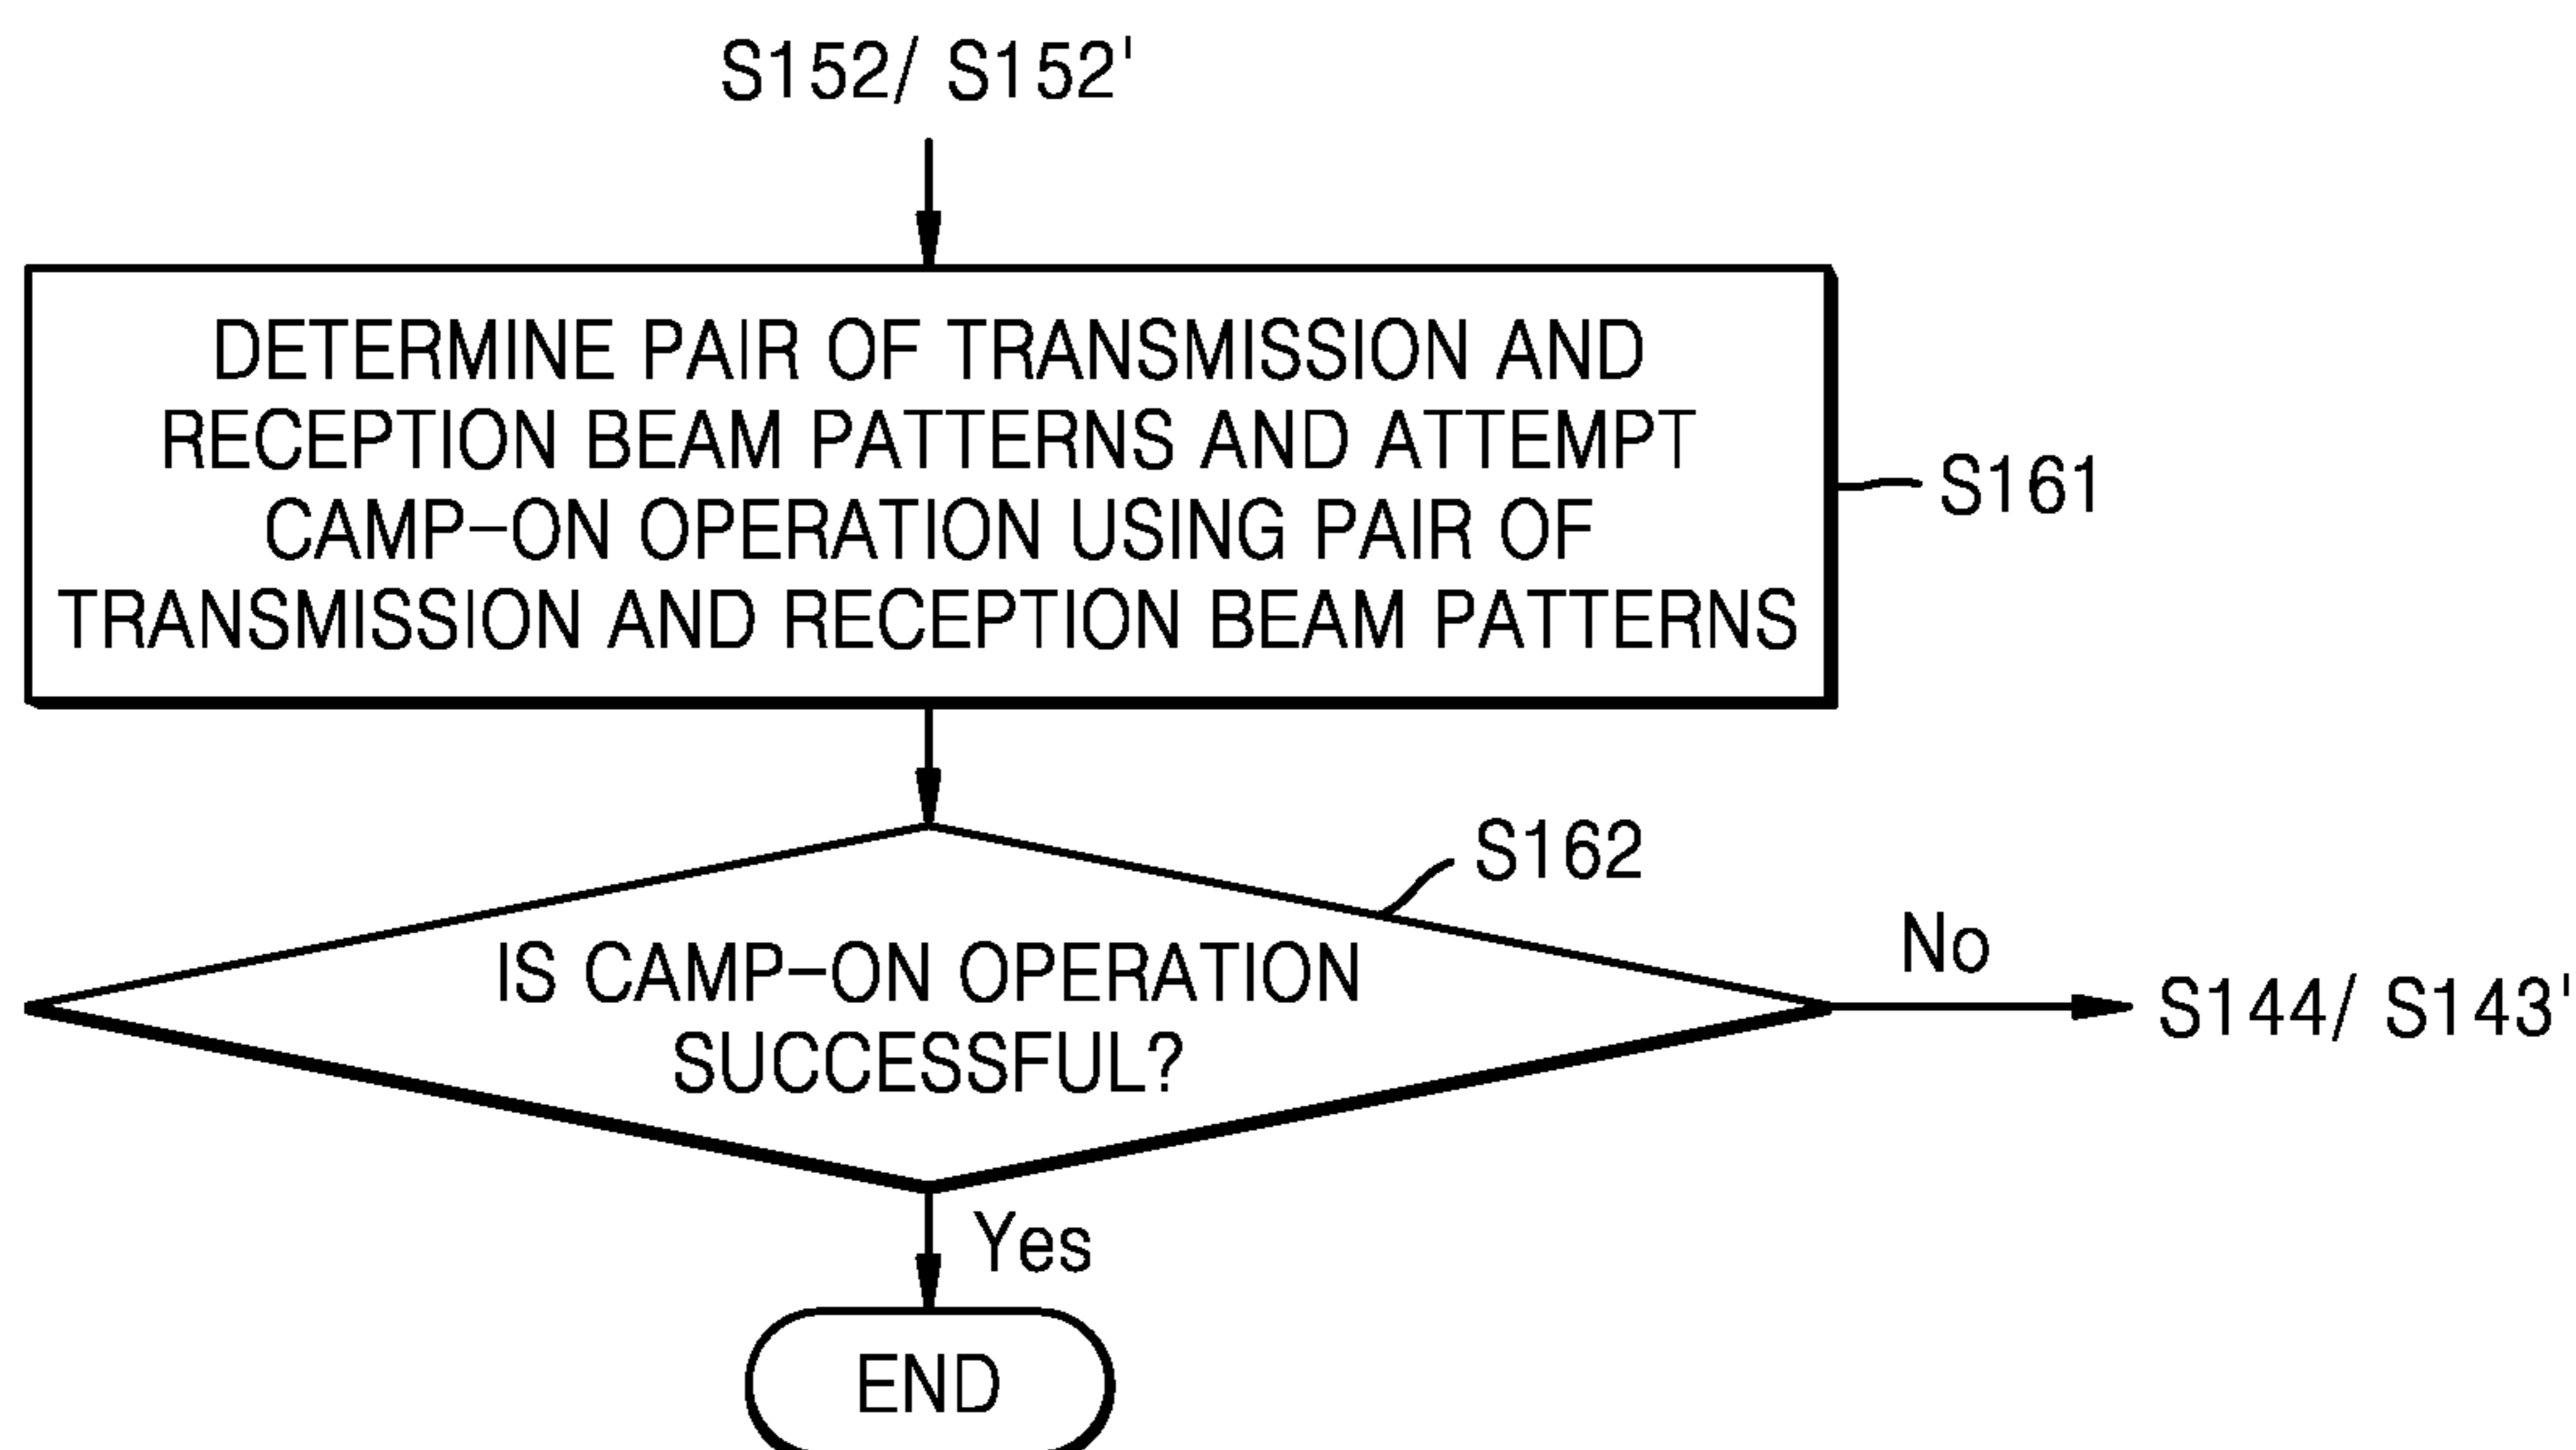 S152/ S152'
DETERMINE PAIR OF TRANSMISSION AND
RECEPTION BEAM PATTERNS AND ATTEMPT
CAMP-ON OPERATION USING PAIR OF
TRANSMISSION AND RECEPTION BEAM PATTERNS
S161
S162
IS CAMP-ON OPERATION
SUCCESSFUL?
No
S144/ S143'
Yes
END